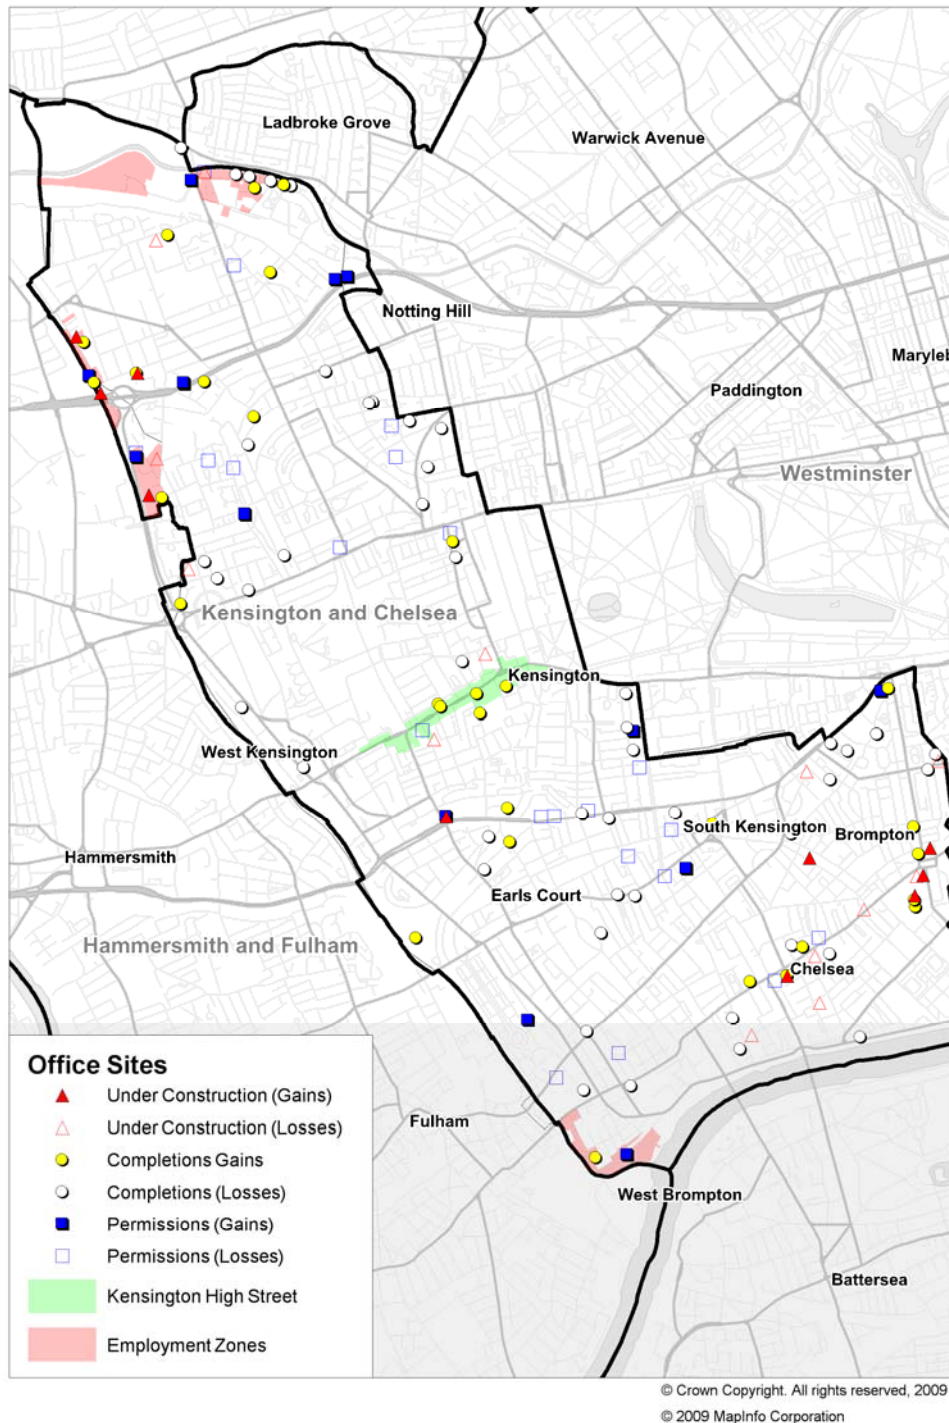 Ladbroke Grove
Warwick Avenue
Notting Hill
Maryleb
Paddington
Westminster
Kensington and Chelsea
Kensington
West Kensington
South Kensington
Brompton
Hammersmith
Earls Court
Hammersmith and Fulham
Chelsea
Office Sites
Under Construction (Gains)
Under Construction (Losses)
Completions Gains
Completions (Losses)
Permissions (Gains)
Permissions (Losses)
Kensington High Street
Employment Zones
Fulham
West Brompton
Battersea
© Crown Copyright. All rights reserved, 2009
© 2009 MapInfo Corporation